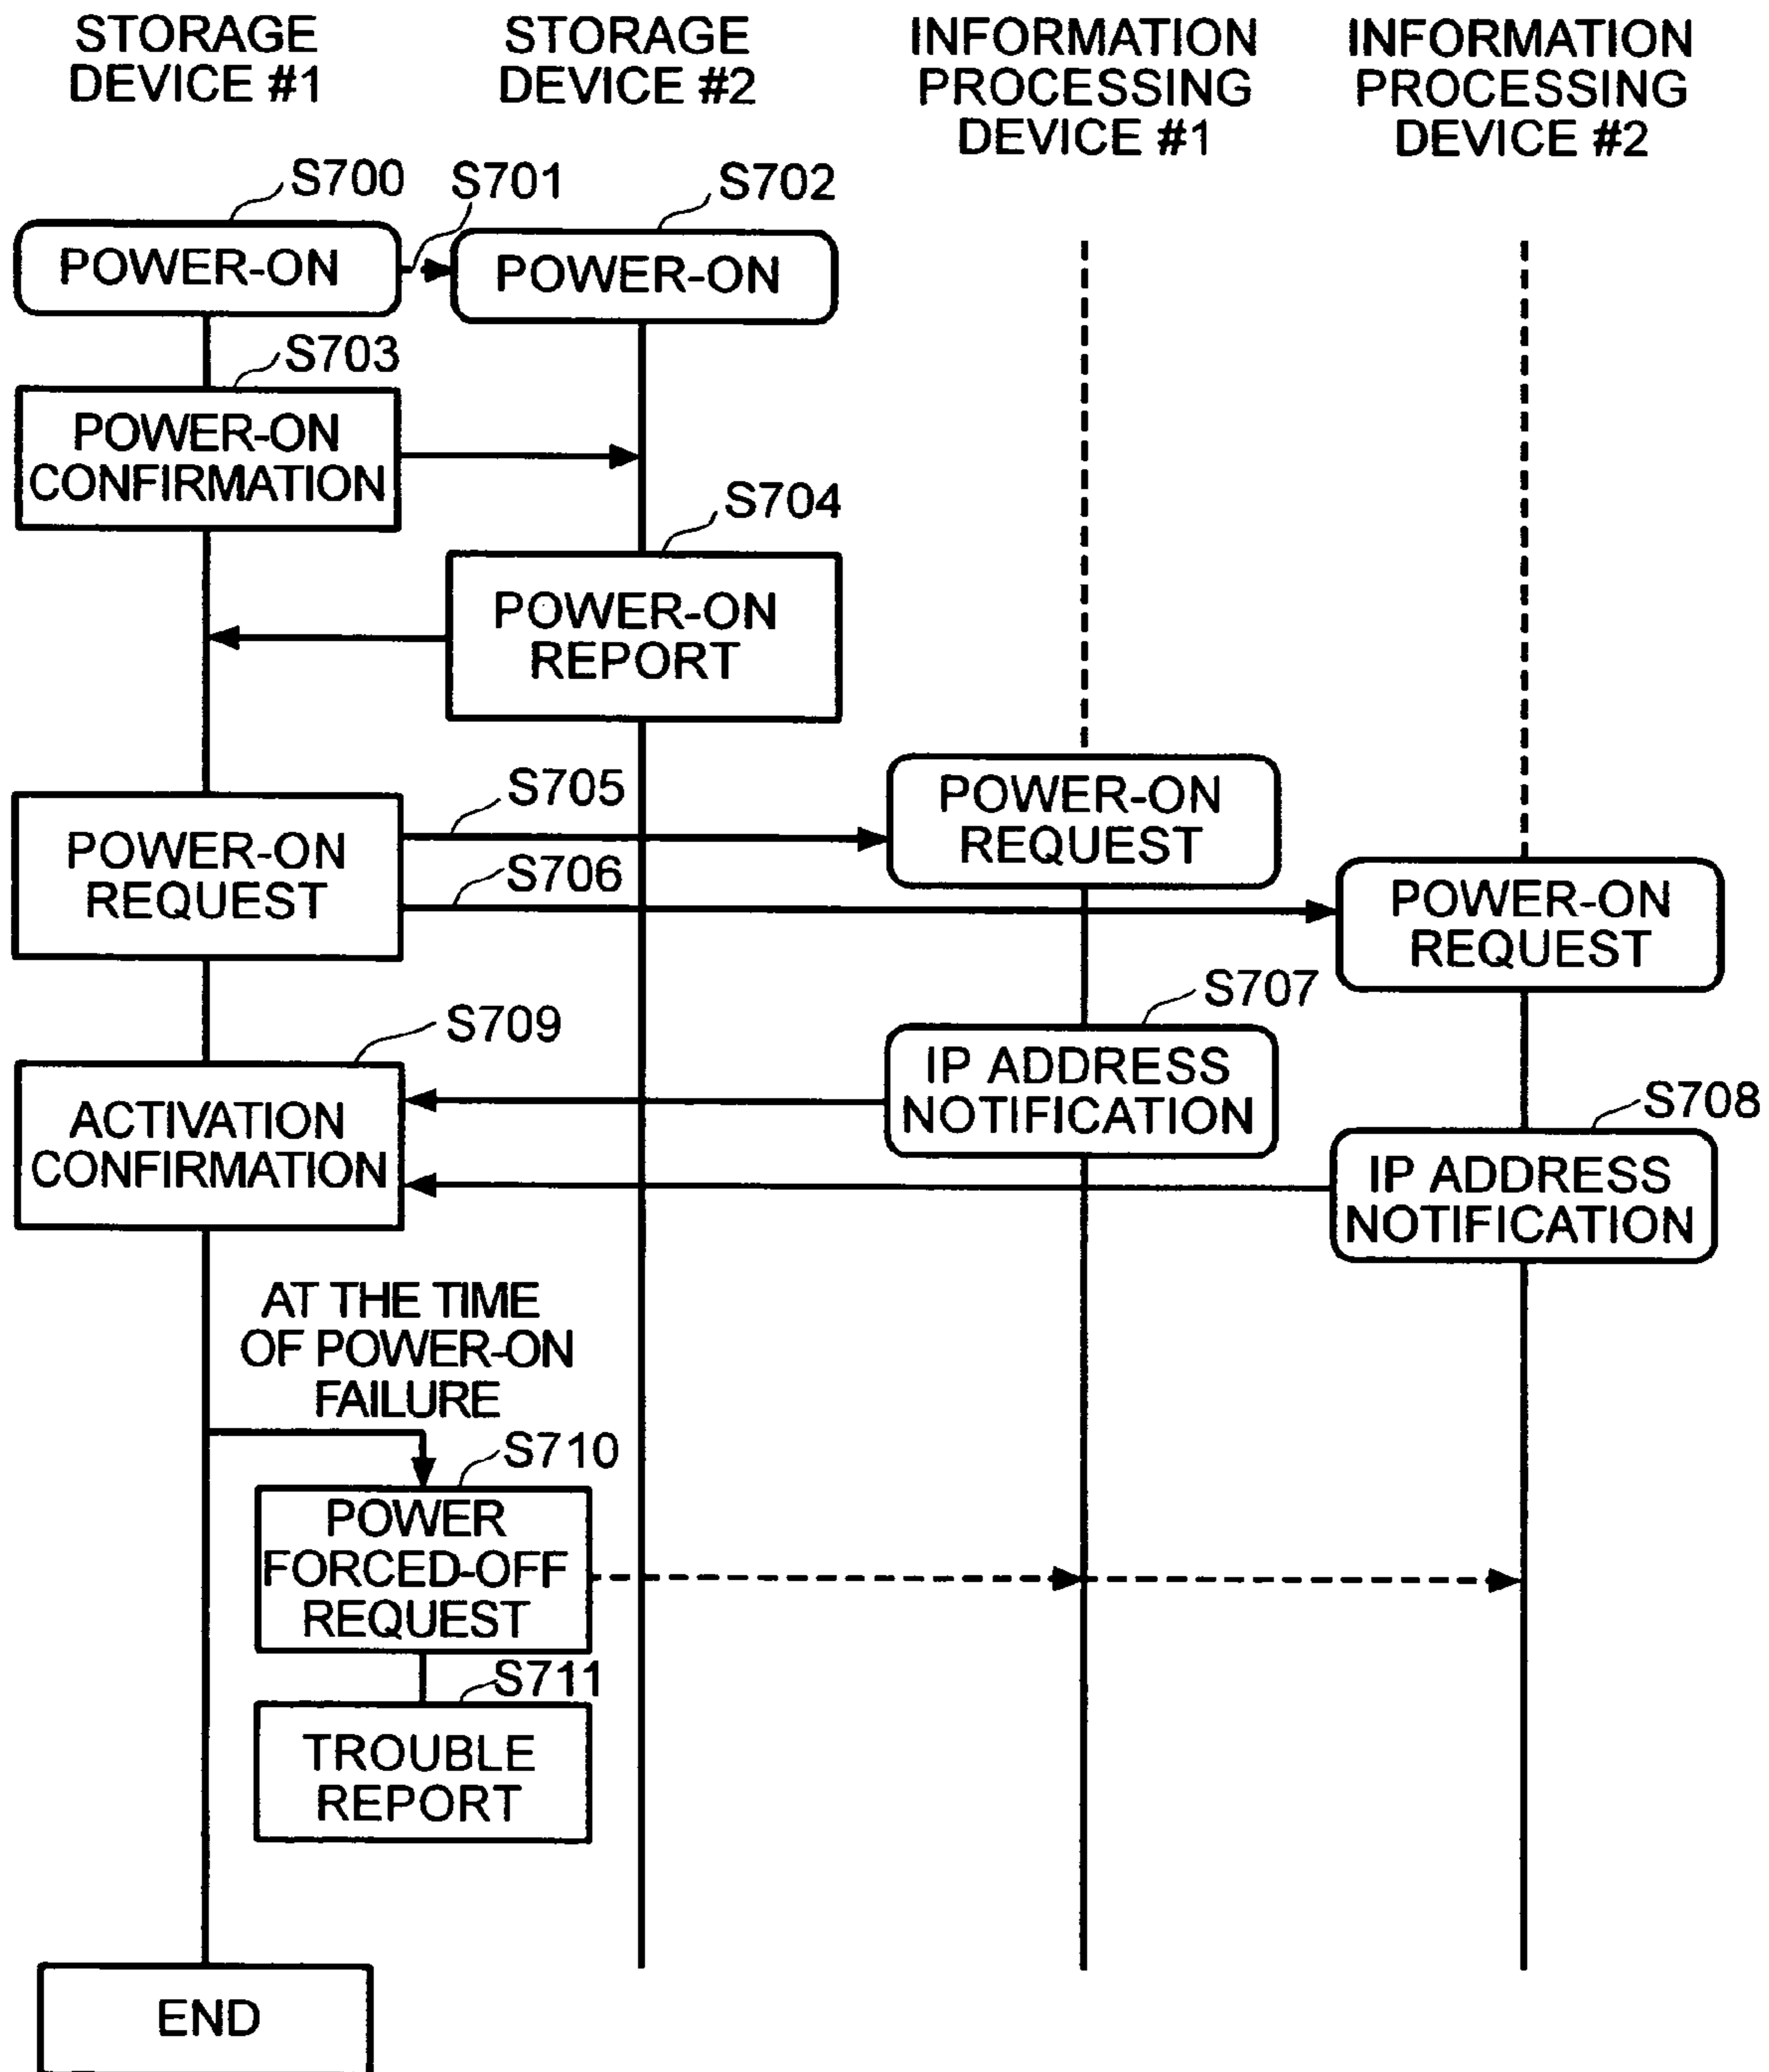 STORAGE
DEVICE #1
STORAGE
DEVICE #2
INFORMATION
PROCESSING
DEVICE #1
INFORMATION
PROCESSING
DEVICE #2
S700
S701
S702
POWER-ON
POWER-ON
S703
POWER-ON
CONFIRMATION
S704
POWER-ON
REPORT
S705
POWER-ON
REQUEST
POWER-ON
REQUEST
S706
POWER-ON
REQUEST
S707
S709
IP ADDRESS
NOTIFICATION
S708
ACTIVATION
CONFIRMATION
IP ADDRESS
NOTIFICATION
AT THE TIME
OF POWER-ON
FAILURE
S710
POWER
FORCED-OFF
REQUEST
S711
TROUBLE
REPORT
END